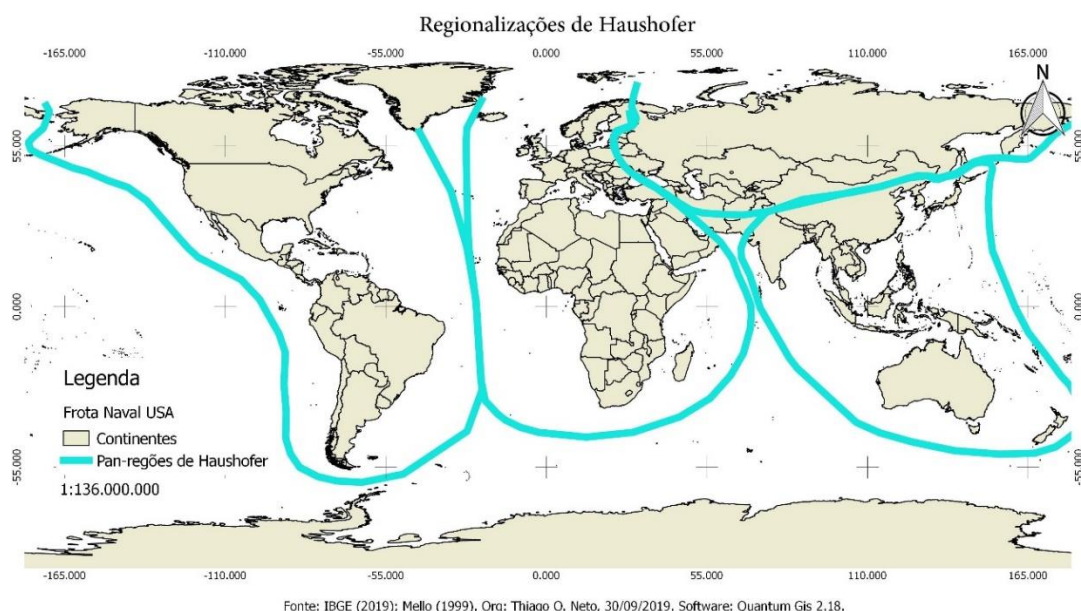 Regionalizações de Haushofer
-165.000 -110.000 -55.000 0.000 55.000 110.000 165.000
N
55.000 55.000
0.000 0.000
Legenda
Frota Naval USA
Continentes
Pan-regões de Haushofer
-55.000 -55.000
1:136.000.000
-165.000 -110.000 -55.000 0.000 55.000 110.000 165.000
Fonte: IBGE (2019); Mello (1999). Org: Thiago O. Neto, 30/09/2019. Software: Quantum Gis 2.18.